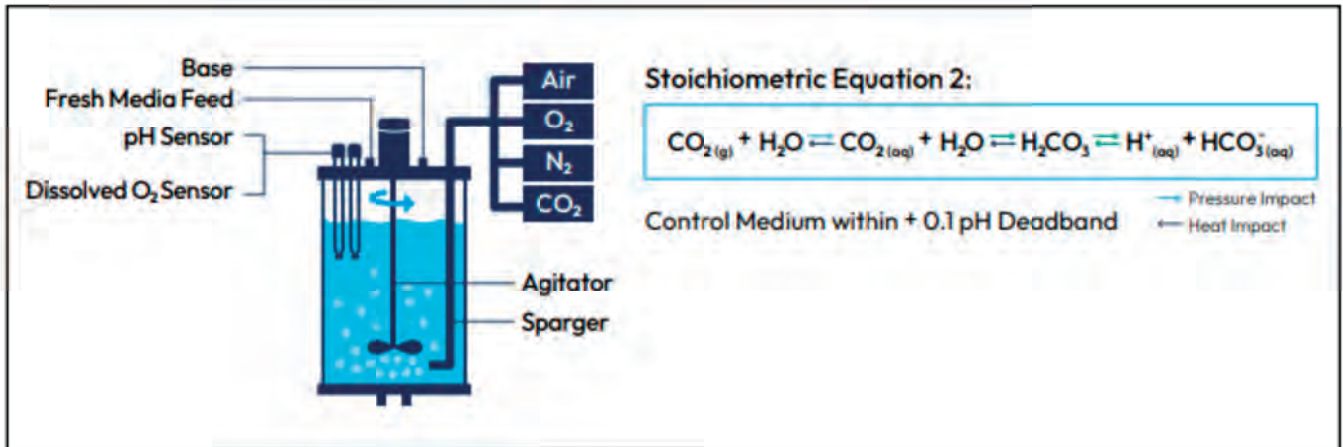 Base
Fresh Media Feed
pH Sensor
Dissolved O₂ Sensor
Air
O₂
N₂
CO₂
Agitator
Sparger
Stoichiometric Equation 2:
CO₂(g) + H₂O ⇌ CO₂(aq) + H₂O ⇌ H₂CO₃ ⇌ H⁺(aq) + HCO₃⁻(aq)
→ Pressure Impact
Control Medium within + 0.1 pH Deadband
← Heat Impact